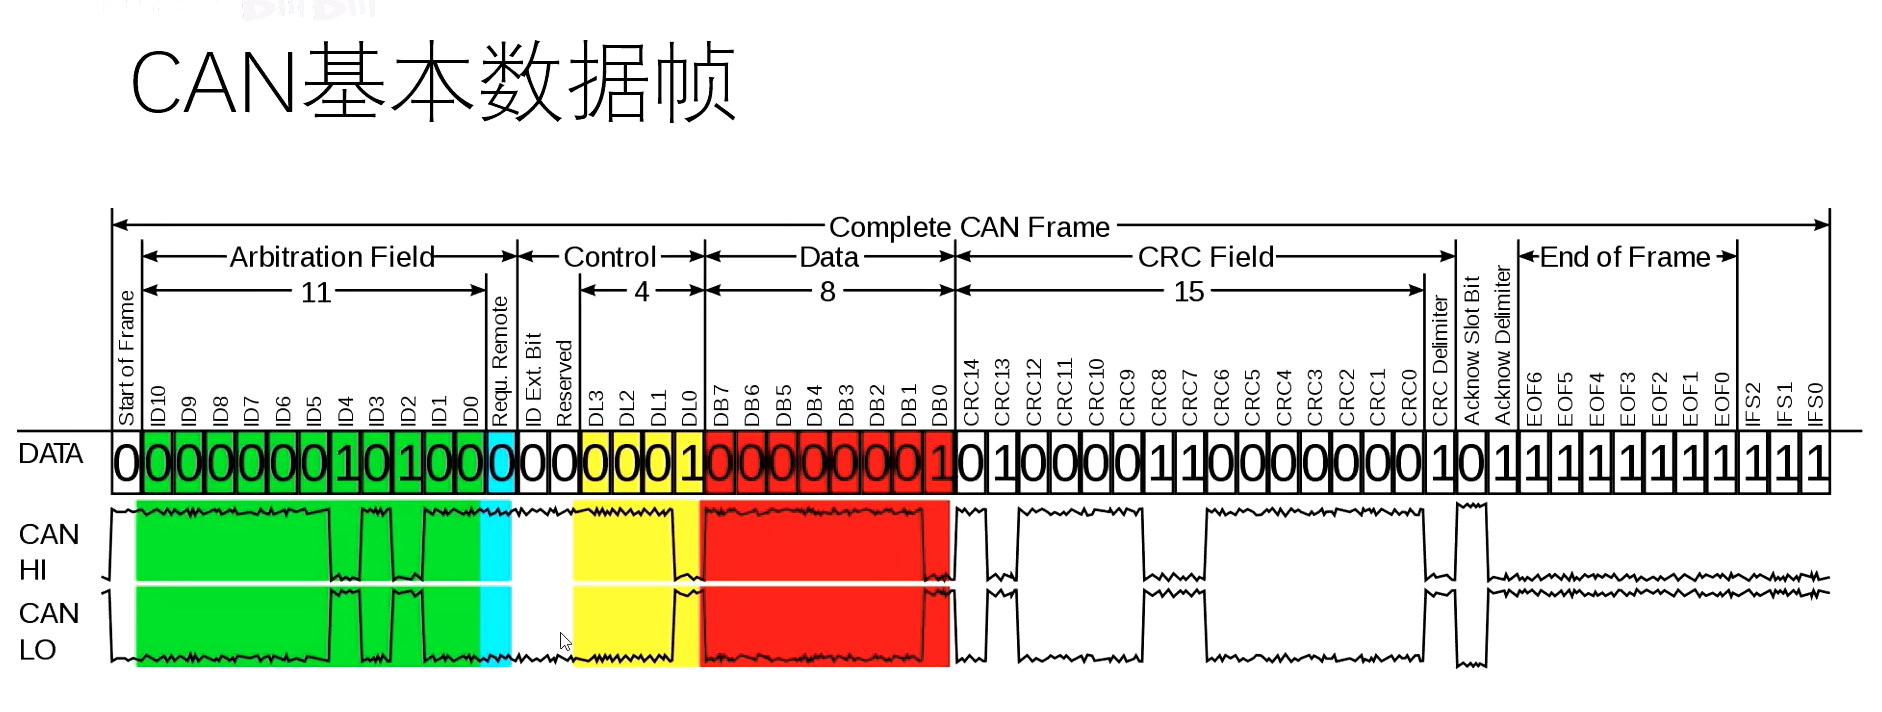 CAN基本数据帧
Complete CAN Frame
Arbitration Field Control Data CRC Field End of Frame
11 4 8 15
Start of Frame ID10 ID9 ID8 ID7 ID6 ID5 ID4 ID3 ID2 ID1 ID0 Requ. Remote ID Ext. Bit Reserved DL3 DL2 DL1 DL0 DB7 DB6 DB5 DB4 DB3 DB2 DB1 DB0 CRC14 CRC13 CRC12 CRC11 CRC10 CRC9 CRC8 CRC7 CRC6 CRC5 CRC4 CRC3 CRC2 CRC1 CRC0 CRC Delimiter Acknow. Slot Bit Acknow. Delimiter EOF6 EOF5 EOF4 EOF3 EOF2 EOF1 EOF0 IFS2 IFS1 IFS0
DATA 0 0 0 0 0 0 0 1 0 1 0 0 0 0 0 0 0 0 1 0 0 0 0 0 0 0 1 0 1 0 0 0 0 1 1 0 0 0 0 0 0 0 1 0 1 1 1 1 1 1 1 1 1 1 1
CAN
HI
CAN
LO